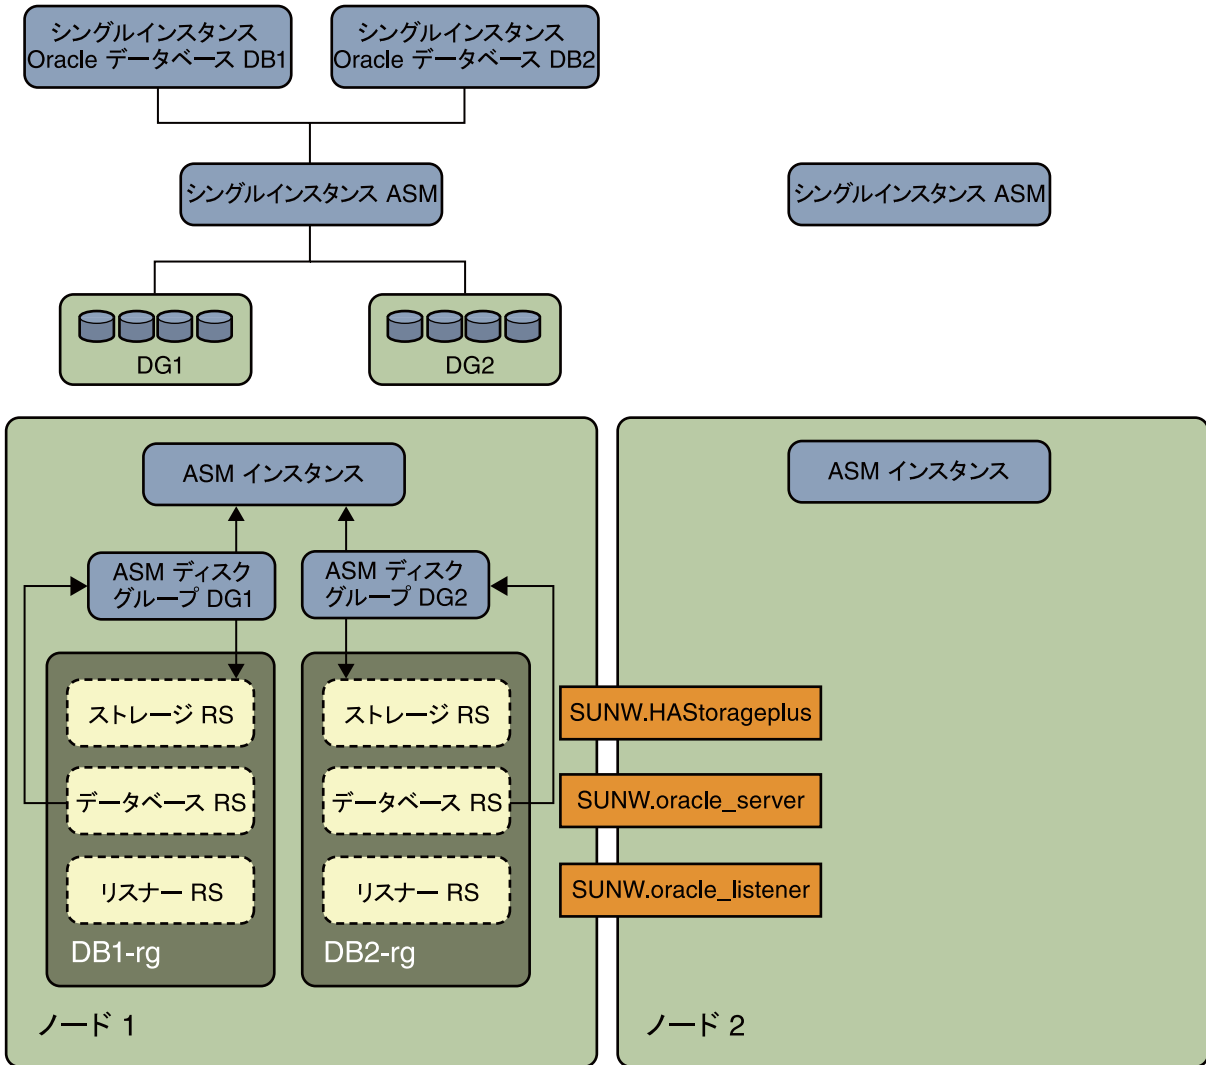 シングルインスタンス
Oracle データベース DB1
シングルインスタンス
Oracle データベース DB2
シングルインスタンス ASM
シングルインスタンス ASM
DG1
DG2
ASM インスタンス
ASM インスタンス
ASM ディスク
グループ DG1
ASM ディスク
グループ DG2
ストレージ RS
ストレージ RS
SUNW.HAStorageplus
データベース RS
データベース RS
SUNW.oracle_server
リスナー RS
リスナー RS
SUNW.oracle_listener
DB1-rg
DB2-rg
ノード 1
ノード 2